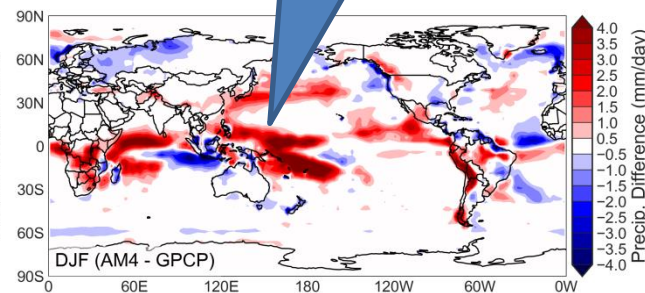 90N
60N
30N
0
30S
60S
90S
DJF (AM4 - GPCP)
0 60E 120E 180 120W 60W 0W
4.0
3.5
3.0
2.5
2.0
1.5
1.0
0.5
-0.5
-1.0
-1.5
-2.0
-2.5
-3.0
-3.5
-4.0
Precip. Difference (mm/day)